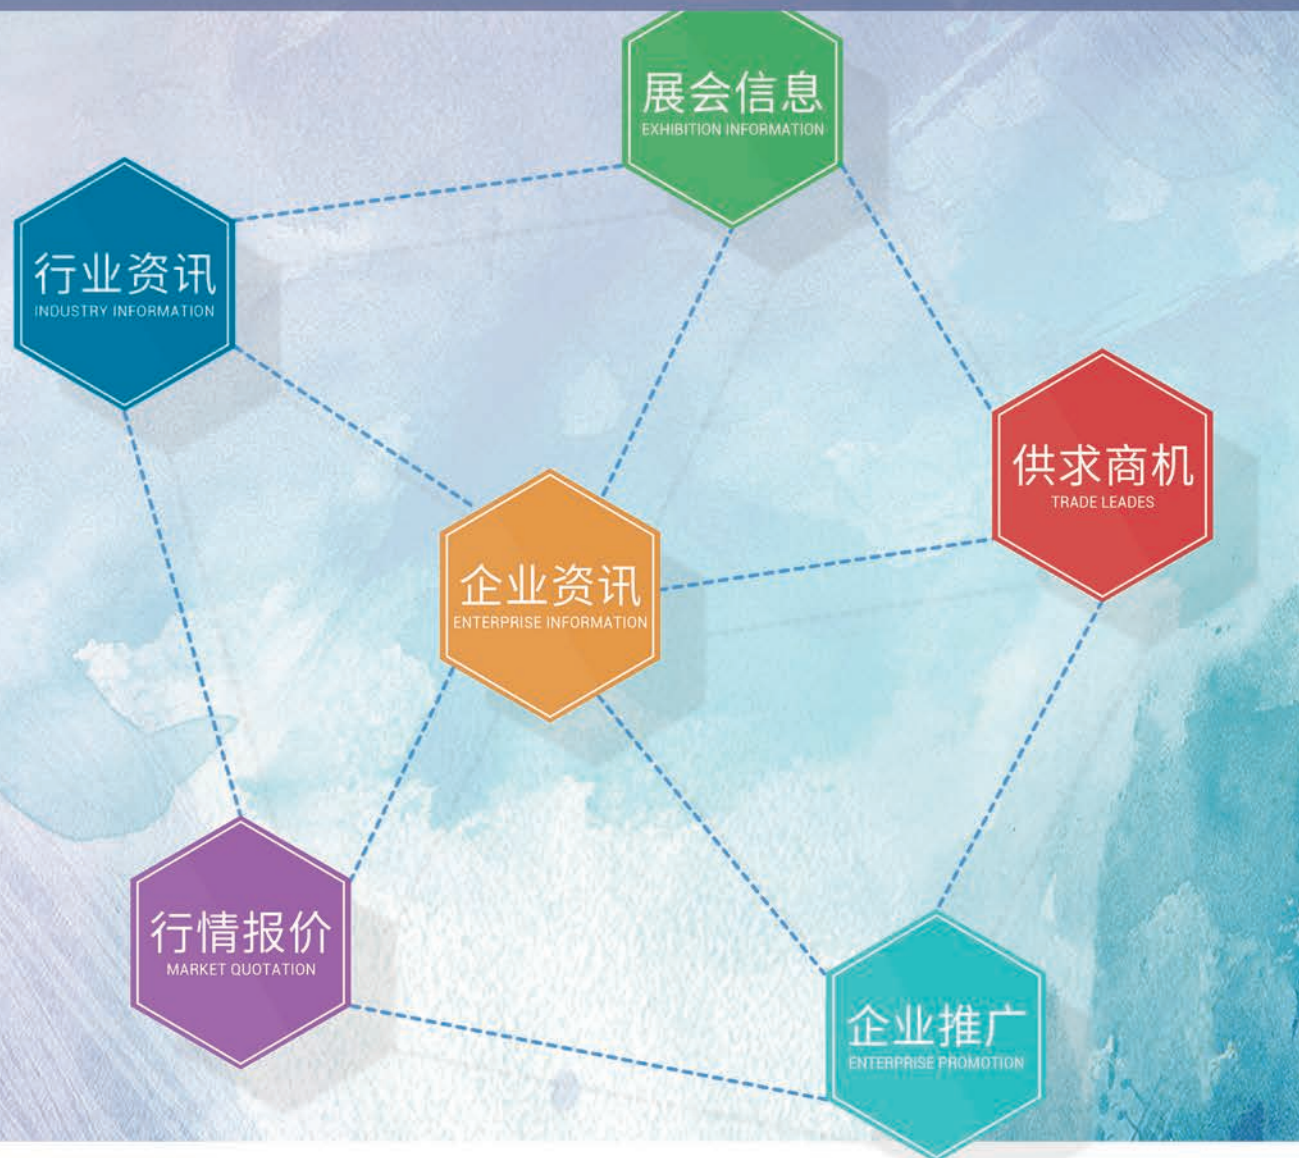 展会信息
EXHIBITION INFORMATION
行业资讯
INDUSTRY INFORMATION
供求商机
TRADE LEADES
企业资讯
ENTERPRISE INFORMATION
行情报价
MARKET QUOTATION
企业推广
ENTERPRISE PROMOTION